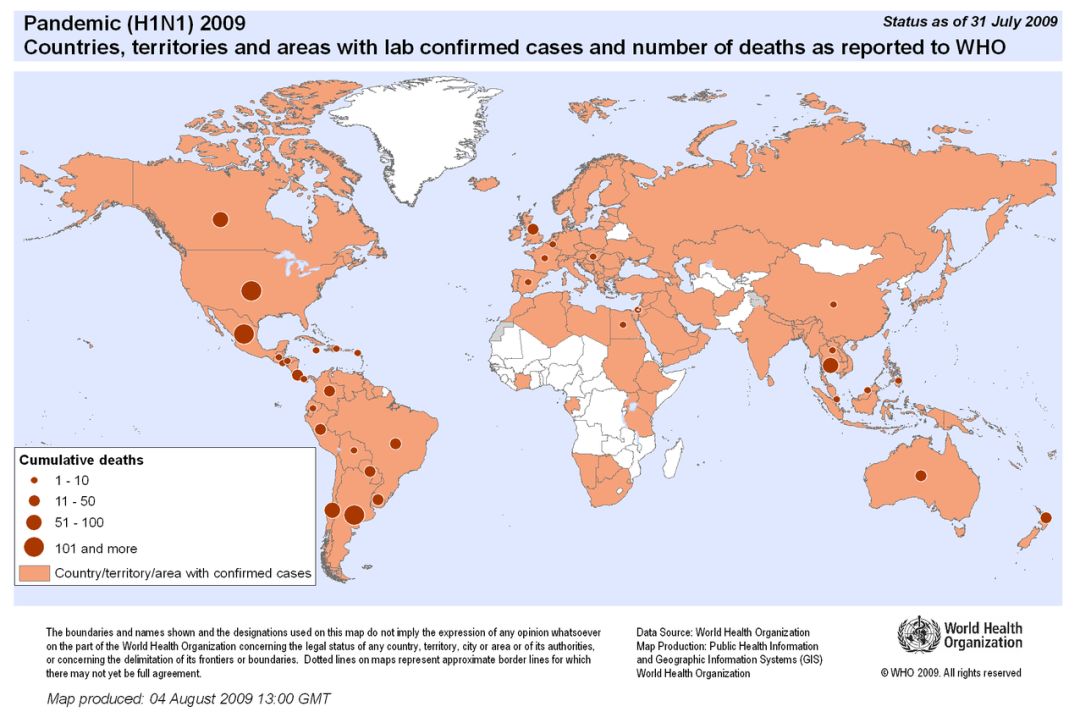 Pandemic (H1N1) 2009
Status as of 31 July 2009
Countries, territories and areas with lab confirmed cases and number of deaths as reported to WHO
Cumulative deaths
1 - 10
11 - 50
51 - 100
101 and more
Country/territory/area with confirmed cases
The boundaries and names shown and the designations used on this map do not imply the expression of any opinion whatsoever
on the part of the World Health Organization concerning the legal status of any country, territory, city or area or of its authorities,
or concerning the delimitation of its frontiers or boundaries. Dotted lines on maps represent approximate border lines for which
there may not yet be full agreement.
Map produced: 04 August 2009 13:00 GMT
Data Source: World Health Organization
Map Production: Public Health Information
and Geographic Information Systems (GIS)
World Health Organization
World Health
Organization
© WHO 2009. All rights reserved